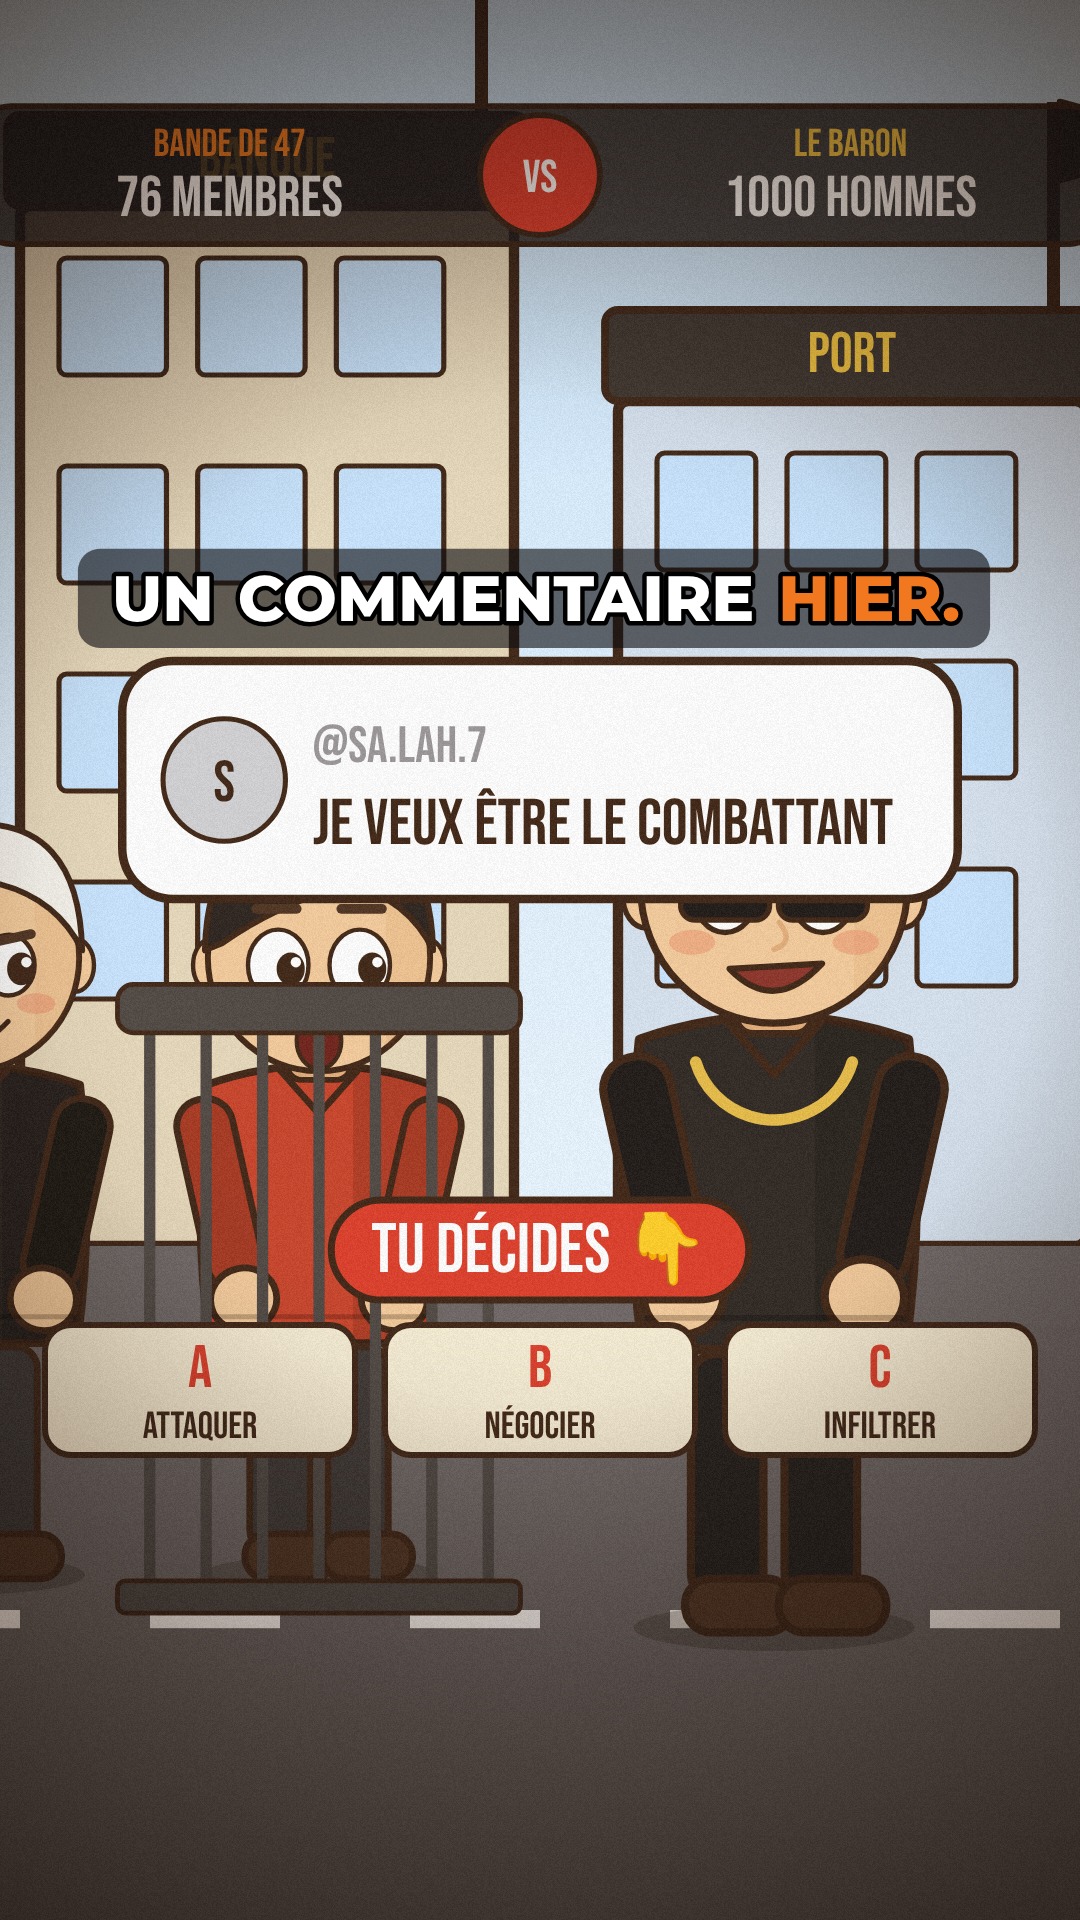 BANDE DE 47
BANQUE
76 MEMBRES
VS
LE BARON
1000 HOMMES
PORT
UN COMMENTAIRE HIER.
S
@SA.LAH.7
JE VEUX ÊTRE LE COMBATTANT
TU DÉCIDES
A
ATTAQUER
B
NÉGOCIER
C
INFILTRER